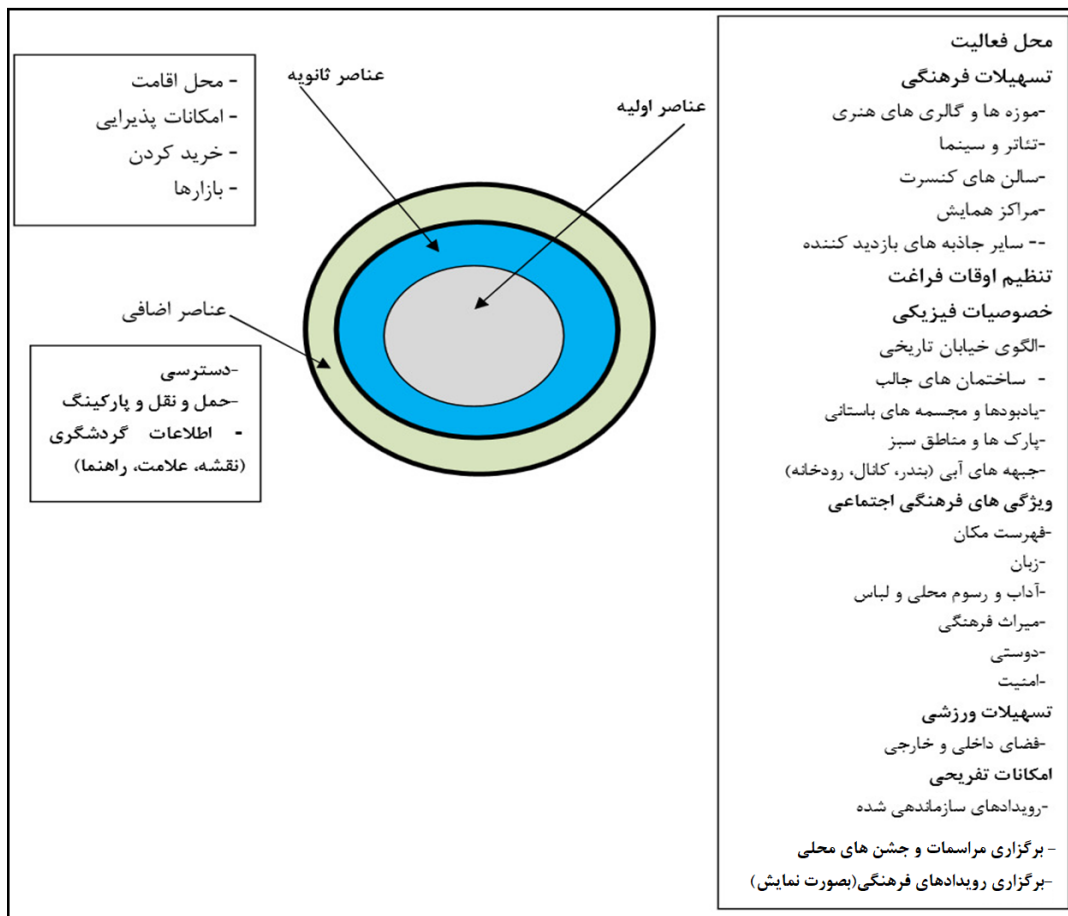 محل فعالیت
تسهیلات فرهنگی
-موزه ها و گالری های هنری
-تئاتر و سینما
-سالن های کنسرت
-مراکز همایش
-- سایر جاذبه های بازدید کننده
تنظیم اوقات فراغت
خصوصیات فیزیکی
-الگوی خیابان تاریخی
- ساختمان های جالب
-یادبودها و مجسمه های باستانی
-پارک ها و مناطق سبز
-جبهه های آبی (بندر، کانال، رودخانه)
ویژگی های فرهنگی اجتماعی
-فهرست مکان
-زبان
-آداب و رسوم محلی و لباس
-میراث فرهنگی
-دوستی
-امنیت
تسهیلات ورزشی
-فضای داخلی و خارجی
امکانات تفریحی
-رویدادهای سازماندهی شده
- برگزاری مراسمات و جشن های محلی
-برگزاری رویدادهای فرهنگی(بصورت نمایش)
عناصر اولیه
عناصر ثانویه
- محل اقامت
- امکانات پذیرایی
- خرید کردن
- بازارها
عناصر اضافی
-دسترسی
-حمل و نقل و پارکینگ
- اطلاعات گردشگری
(نقشه، علامت، راهنما)